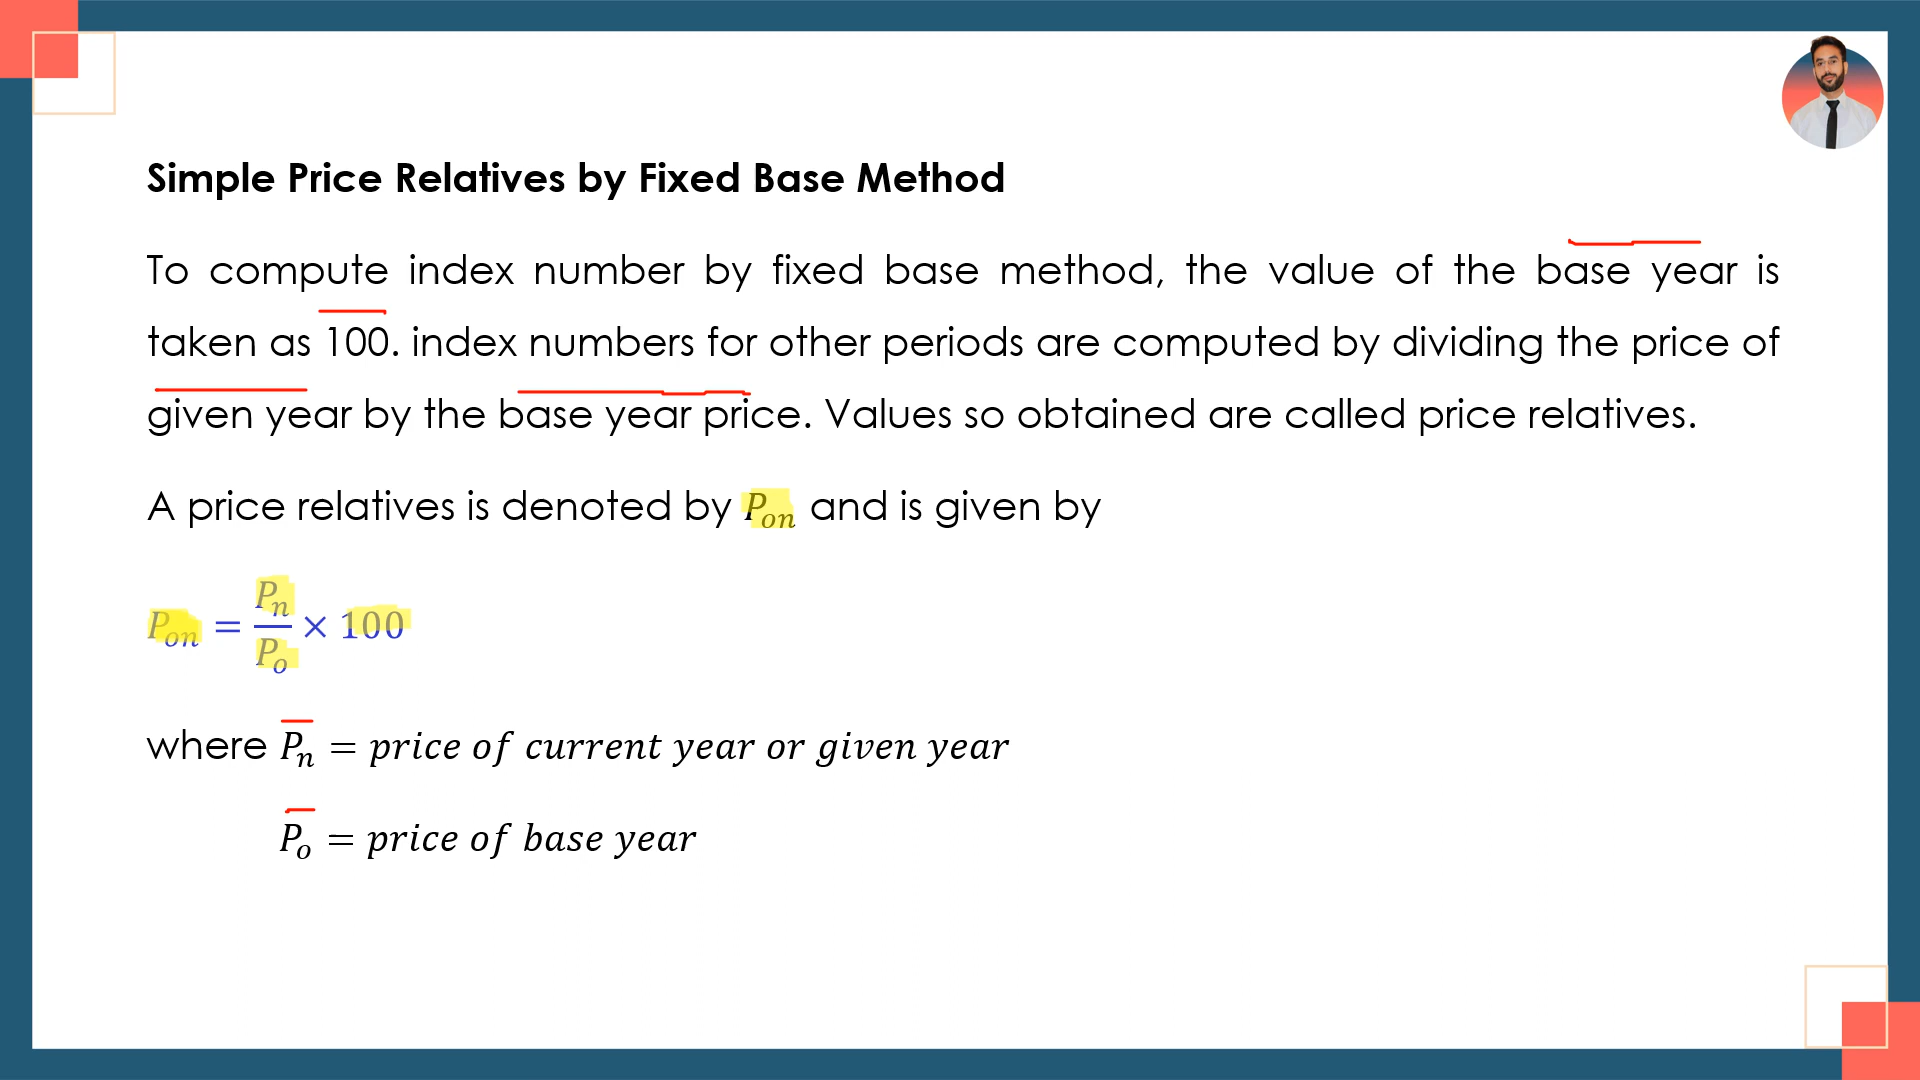 Simple Price Relatives by Fixed Base Method
To compute index number by fixed base method, the value of the base year is
taken as 100. index numbers for other periods are computed by dividing the price of
given year by the base year price. Values so obtained are called price relatives.
A price relatives is denoted by P_on and is given by
P_on = P_n / P_o × 100
where P_n = price of current year or given year
P_o = price of base year